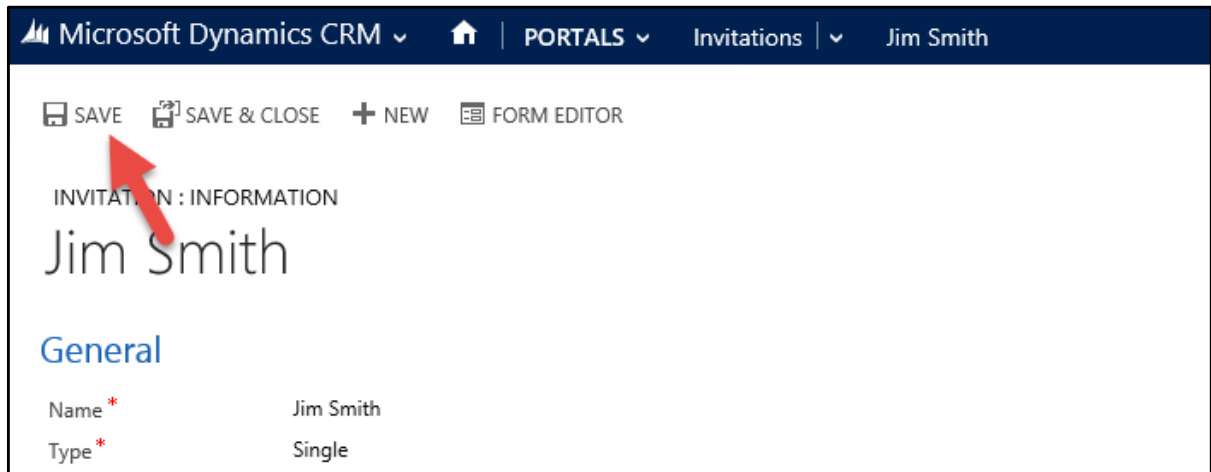 Microsoft Dynamics CRM PORTALS Invitations Jim Smith
SAVE SAVE & CLOSE NEW FORM EDITOR
INVITATION : INFORMATION
Jim Smith
General
Name* Jim Smith
Type* Single